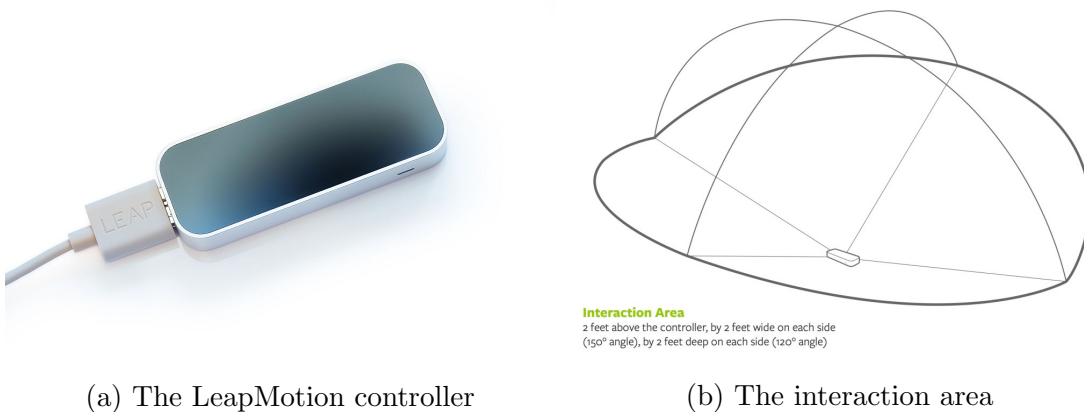 LEAP
Interaction Area
2 feet above the controller, by 2 feet wide on each side
(150° angle), by 2 feet deep on each side (120° angle)
(a) The LeapMotion controller
(b) The interaction area